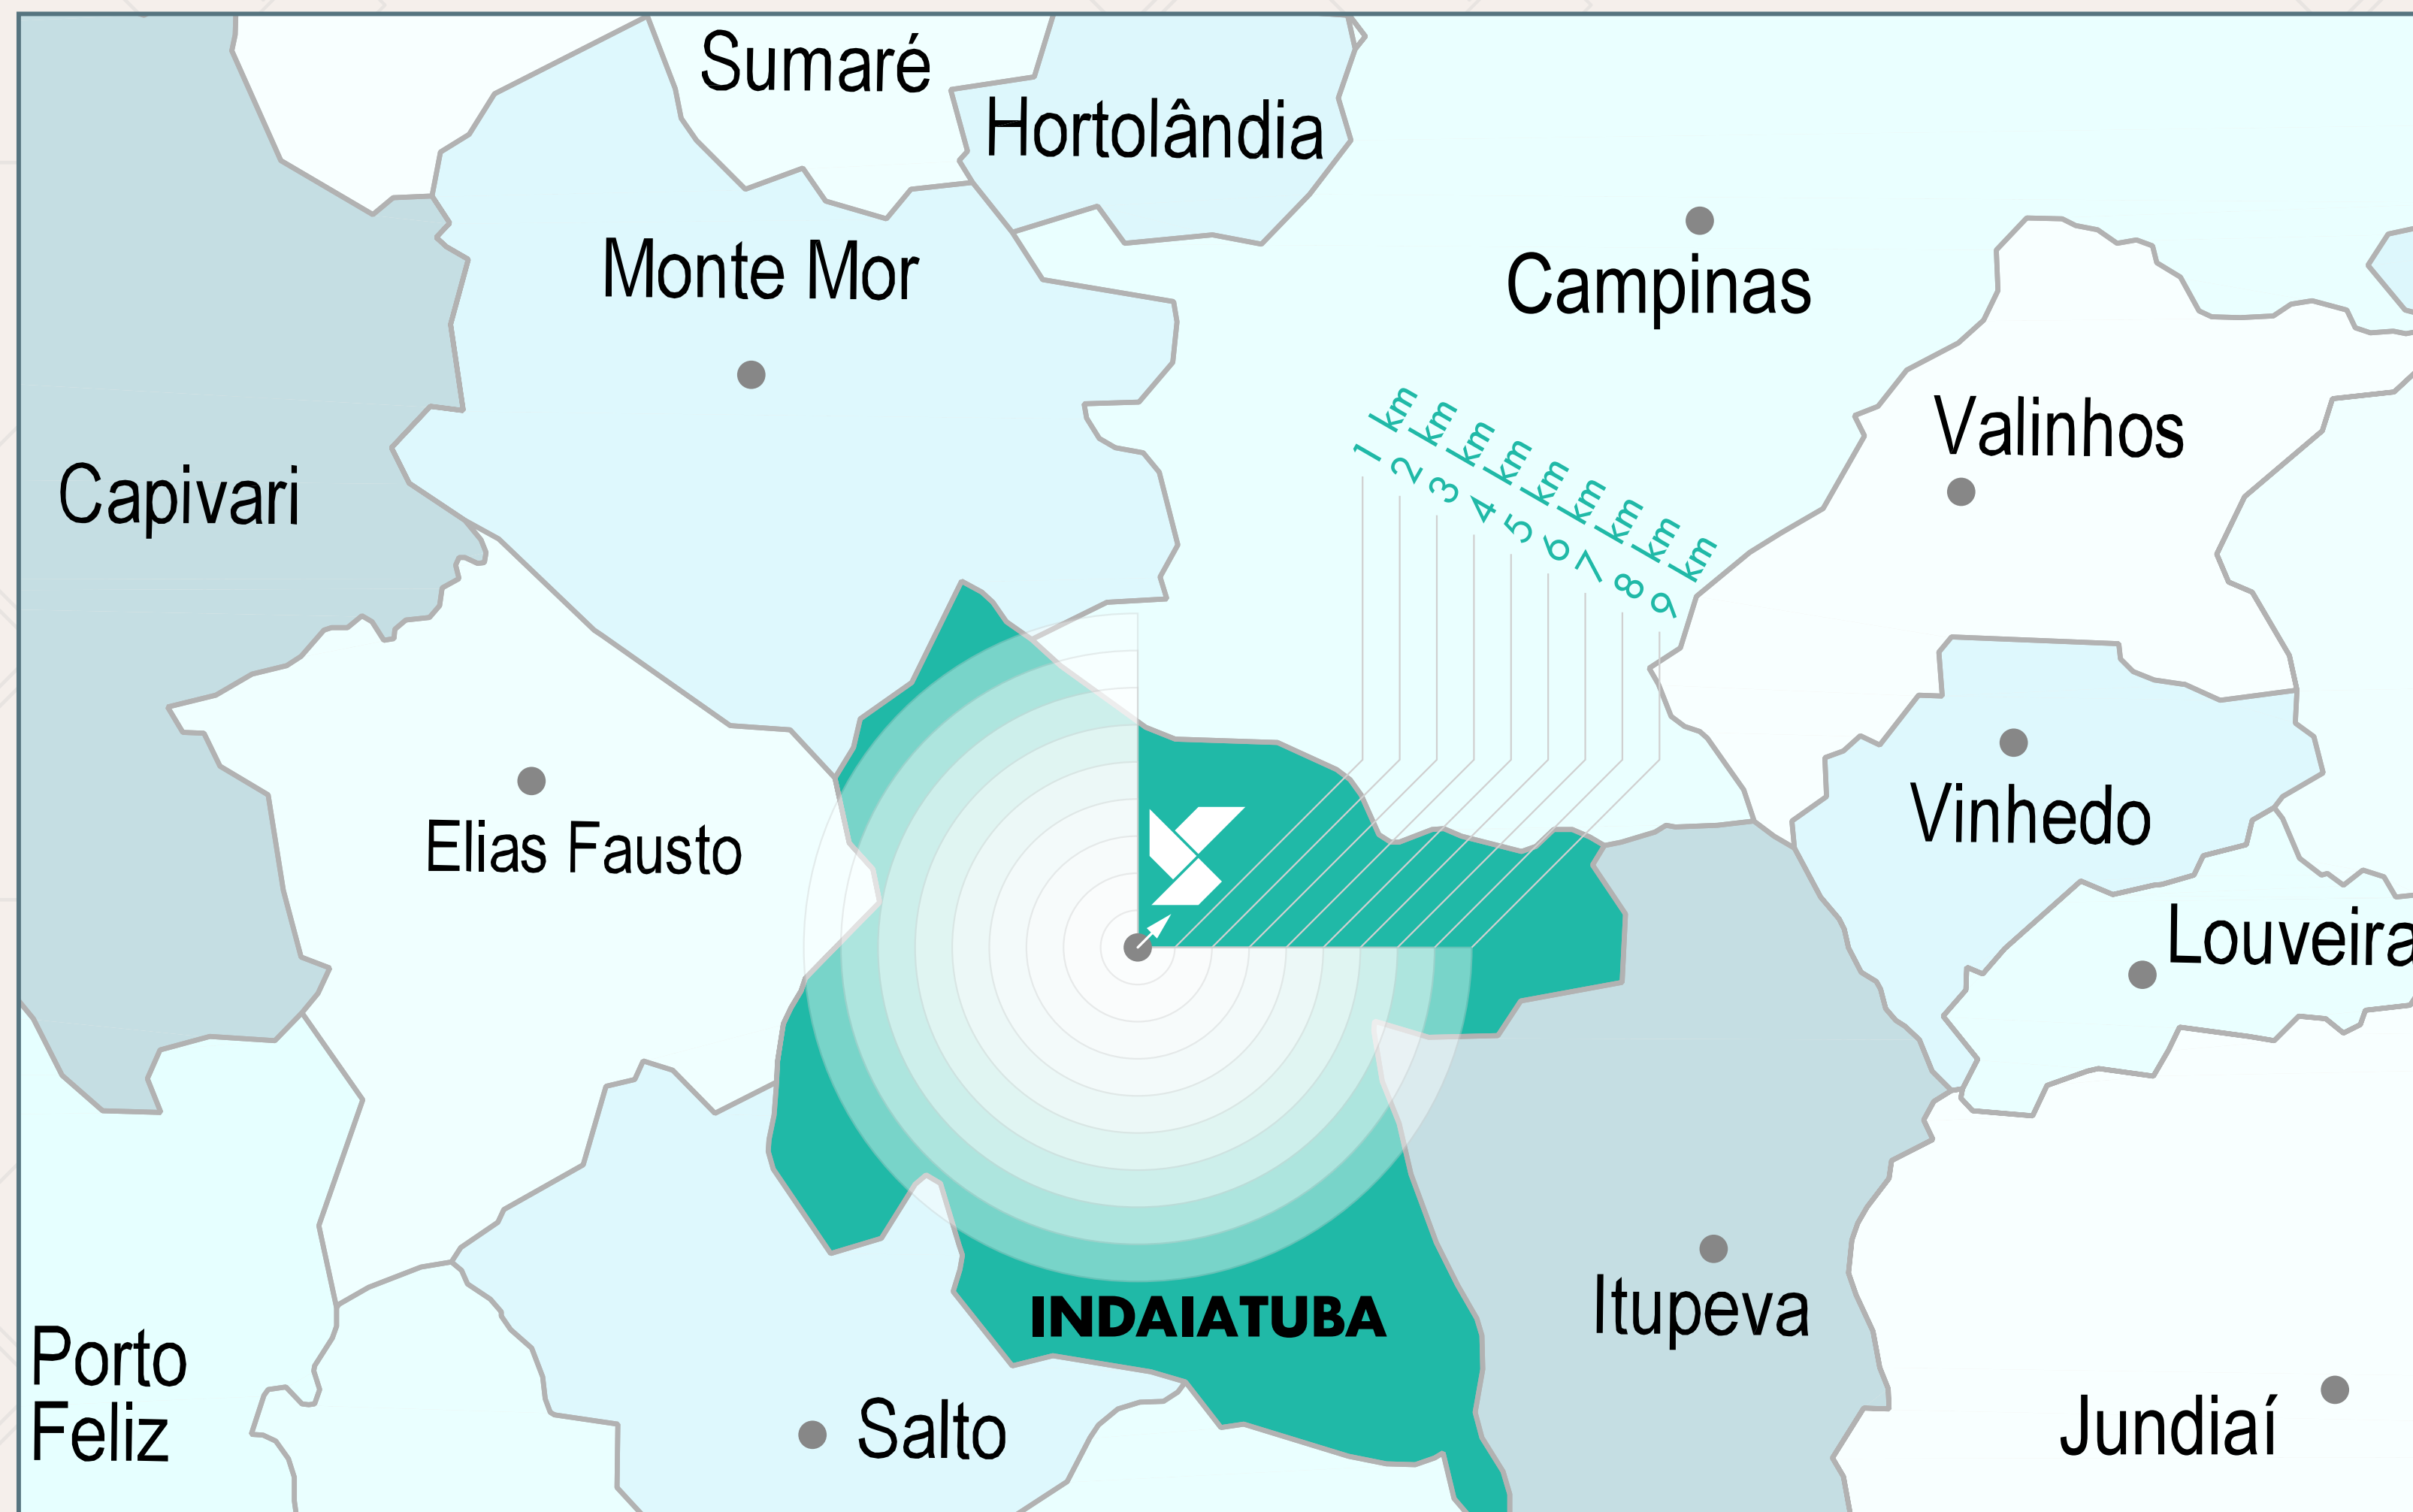 Sumaré
Hortolândia
Monte Mor
Campinas
Valinhos
Capivari
1 km
2 km
3 km
4 km
5 km
6 km
7 km
8 km
9 km
Vinhedo
Elias Fausto
Louveira
INDAIATUBA
Itupeva
Porto
Feliz
Salto
Jundiaí